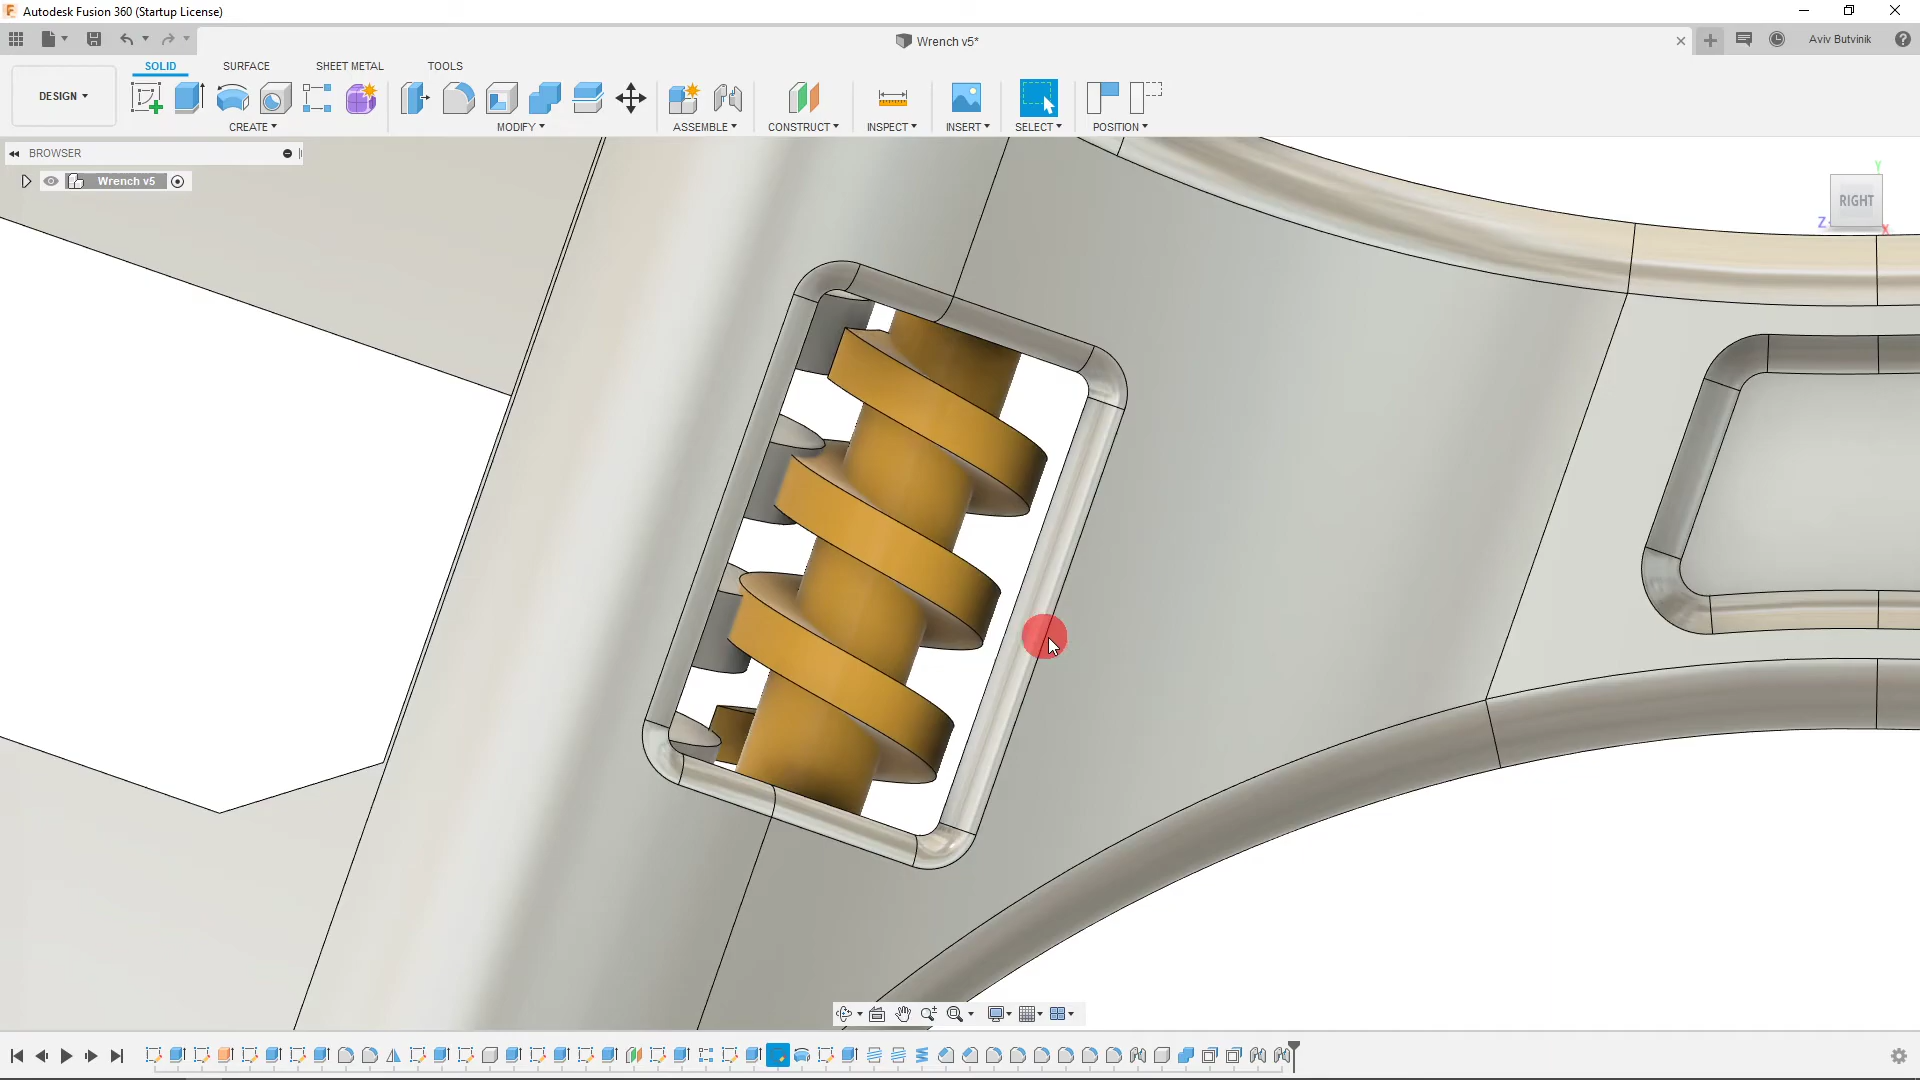 Autodesk Fusion 360 (Startup License)
Wrench v5*
Aviv Butvinik
SOLID SURFACE SHEET METAL TOOLS
DESIGN
CREATE MODIFY ASSEMBLE CONSTRUCT INSPECT INSERT SELECT POSITION
BROWSER
Wrench v5
Y
RIGHT
Z
X